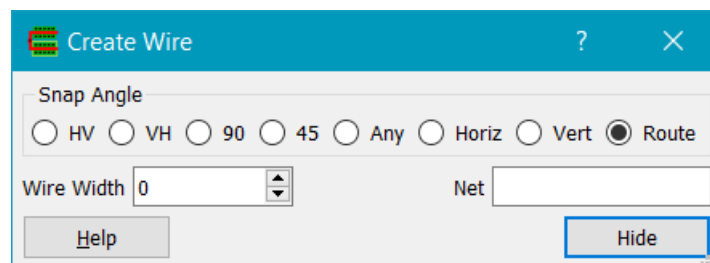 Create Wire ?
Snap Angle
HV VH 90 45 Any Horiz Vert Route
Wire Width 0 Net
Help Hide